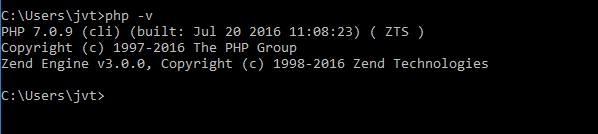 C:\Users\jvt>php -v
PHP 7.0.9 (cli) (built: Jul 20 2016 11:08:23) ( ZTS )
Copyright (c) 1997-2016 The PHP Group
Zend Engine v3.0.0, Copyright (c) 1998-2016 Zend Technologies
C:\Users\jvt>